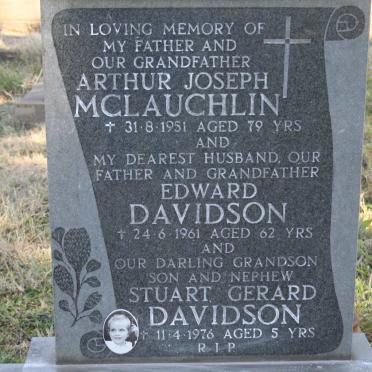 IN LOVING MEMORY OF
MY FATHER AND
OUR GRANDFATHER
ARTHUR JOSEPH
MCLAUCHLIN
† 31·8·1951 AGED 79 YRS
AND
MY DEAREST HUSBAND, OUR
FATHER AND GRANDFATHER
EDWARD
DAVIDSON
† 24·6·1961 AGED 62 YRS
AND
OUR DARLING GRANDSON
SON AND NEPHEW
STUART GERARD
DAVIDSON
† 11·4·1976 AGED 5 YRS
R I P